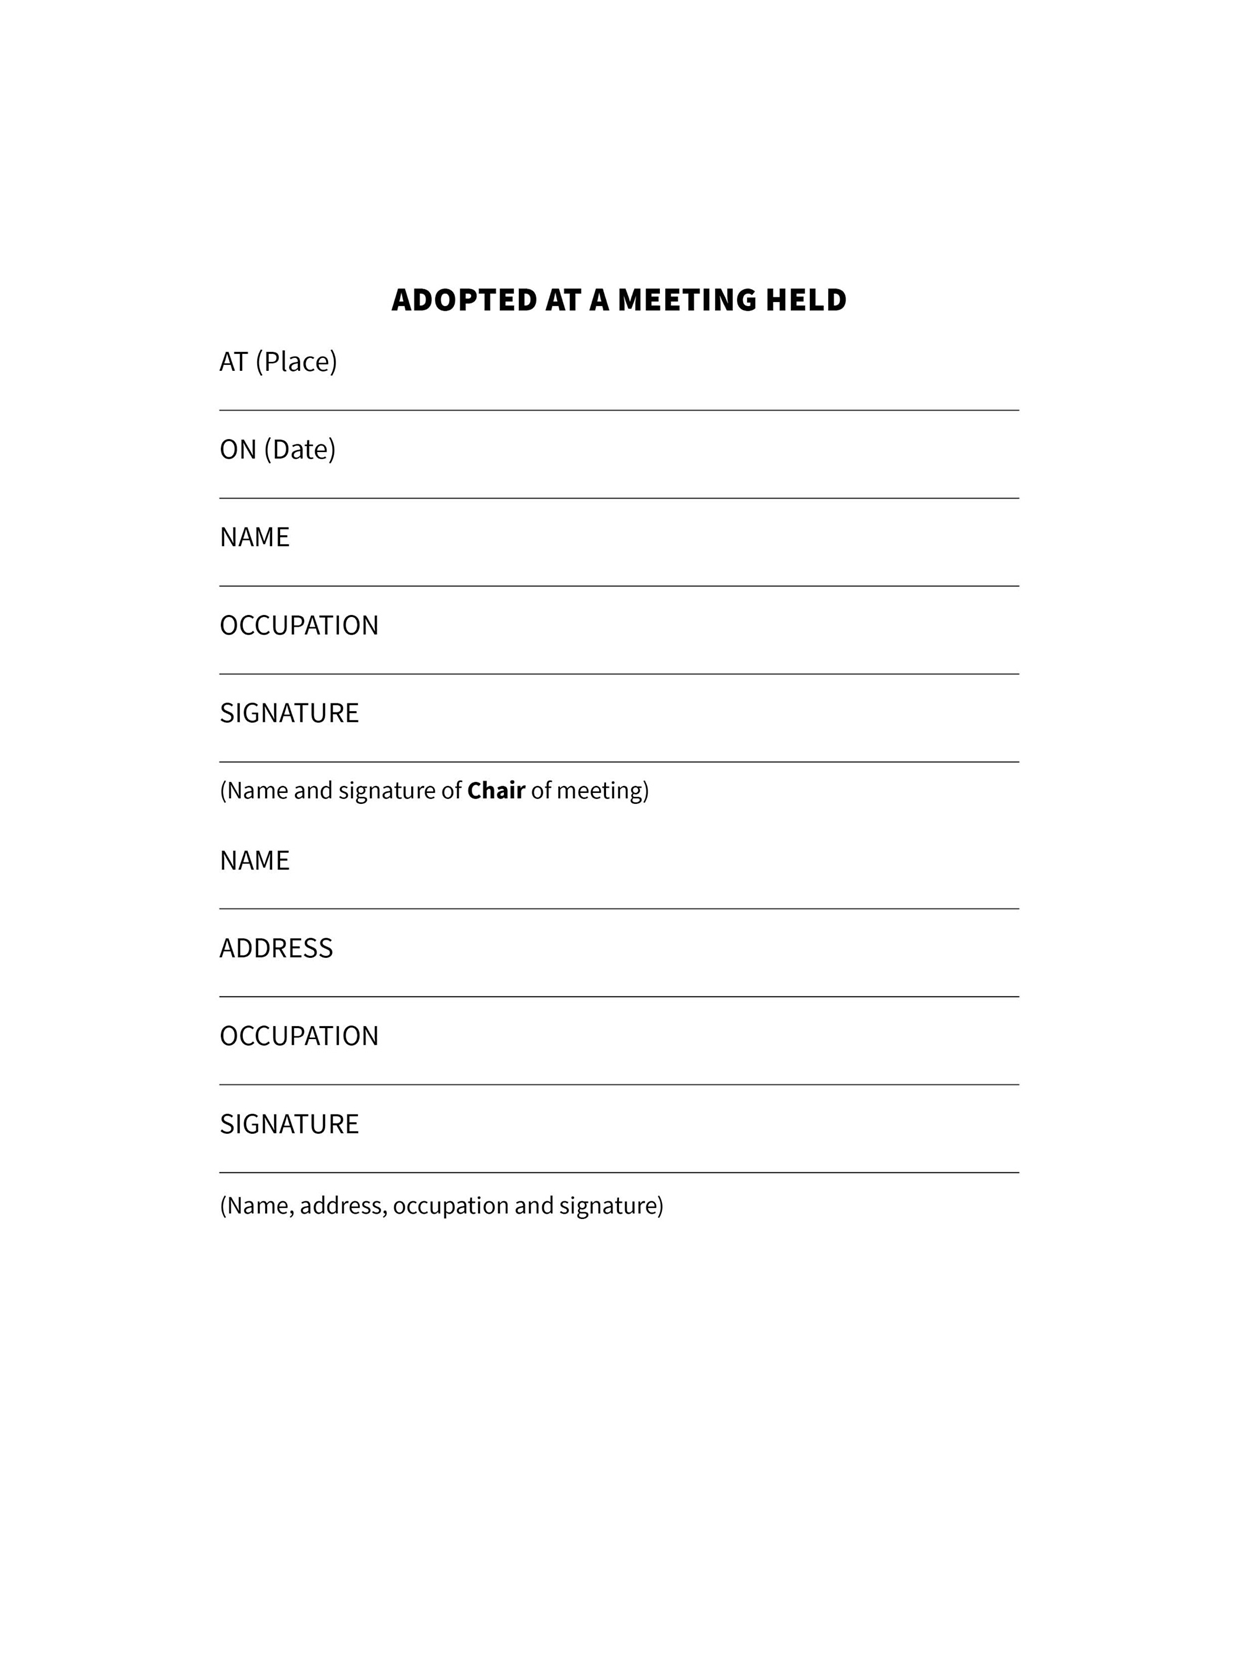 ADOPTED AT A MEETING HELD
AT (Place)
ON (Date)
NAME
OCCUPATION
SIGNATURE
(Name and signature of Chair of meeting)
NAME
ADDRESS
OCCUPATION
SIGNATURE
(Name, address, occupation and signature)